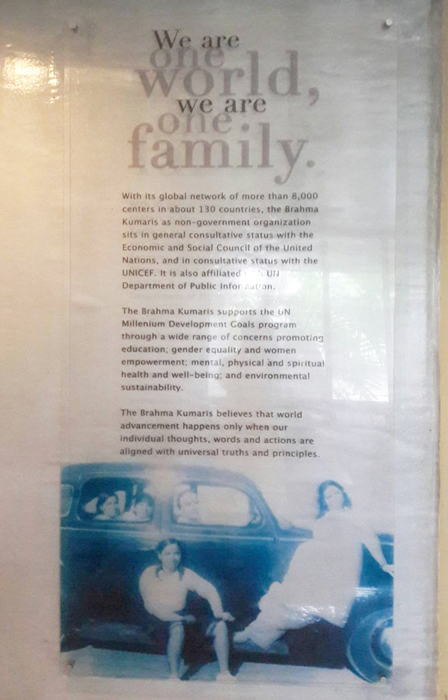 We are
one
world,
we are
one
family.
With its global network of more than 8,000
centers in about 130 countries, the Brahma
Kumaris as non-government organization
sits in general consultative status with the
Economic and Social Council of the United
Nations, and in consultative status with the
UNICEF. It is also affiliated UN
Department of Public
The Brahma Kumaris supports the UN
Millenium Development Goals program
through a wide range of concerns promoting
education; gender equality and women
empowerment; mental, physical and spiritual
health and well-being; and environmental
sustainability.
The Brahma Kumaris believes that world
advancement happens only when our
individual thoughts, words and actions are
aligned with universal truths and principles.